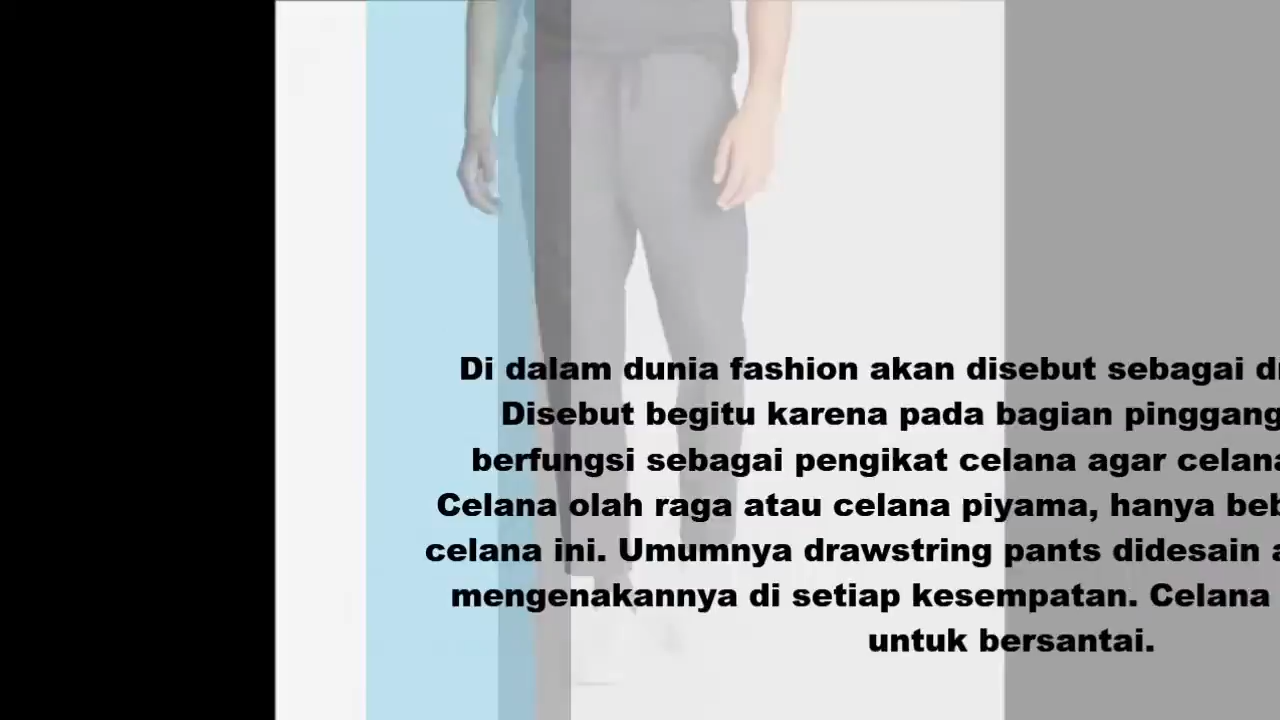 Di dalam dunia fashion akan disebut sebagai
Disebut begitu karena pada bagian pinggang
berfungsi sebagai pengikat celana agar
Celana olah raga atau celana piyama, hanya
celana ini. Umumnya drawstring pants didesain
mengenakannya di setiap kesempatan. Celana
untuk bersantai.